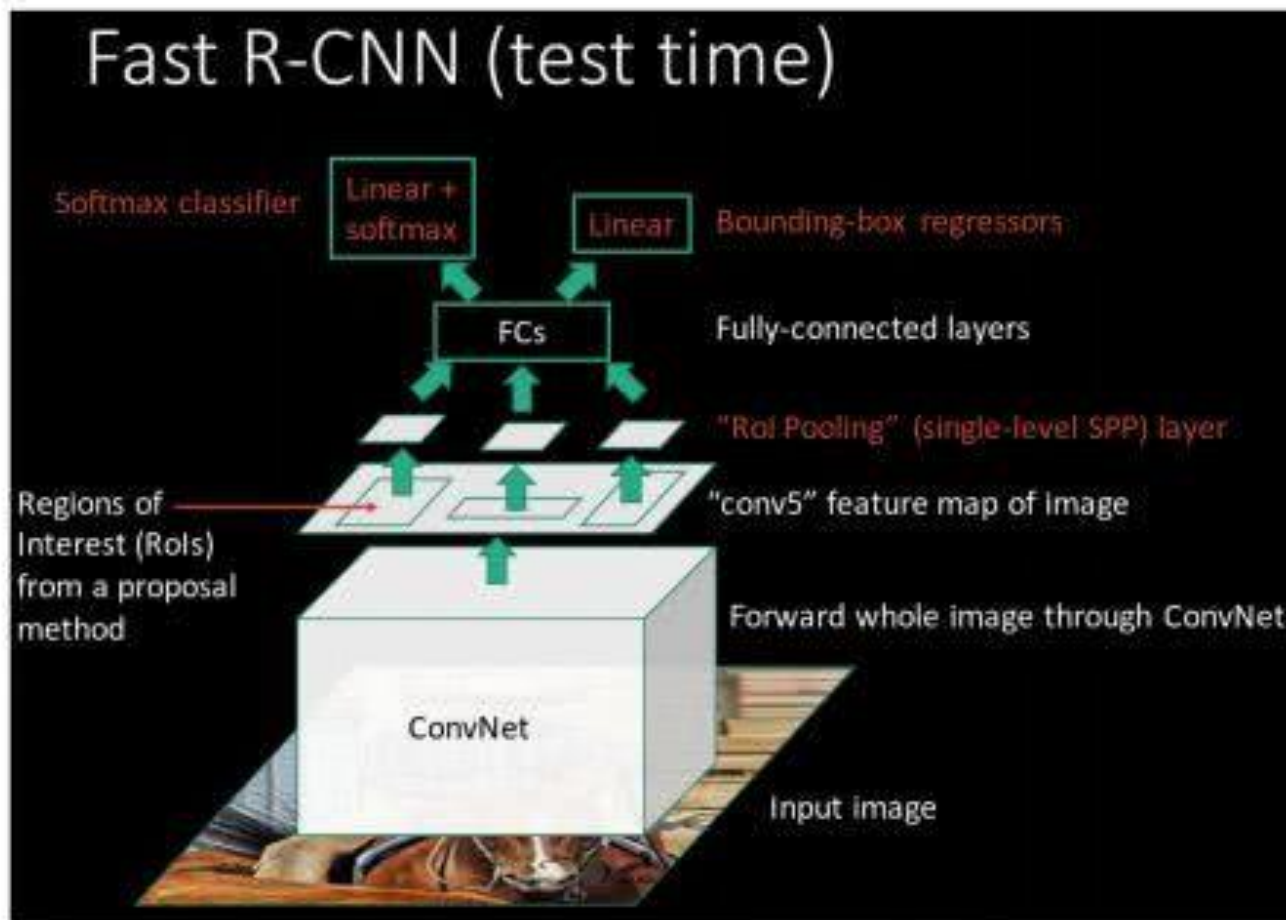 Fast R-CNN (test time)
Softmax classifier
Linear +
softmax
Linear
Bounding-box regressors
FCs
Fully-connected layers
"RoI Pooling" (single-level SPP) layer
Regions of
Interest (RoIs)
from a proposal
method
"conv5" feature map of image
Forward whole image through ConvNet
ConvNet
Input image